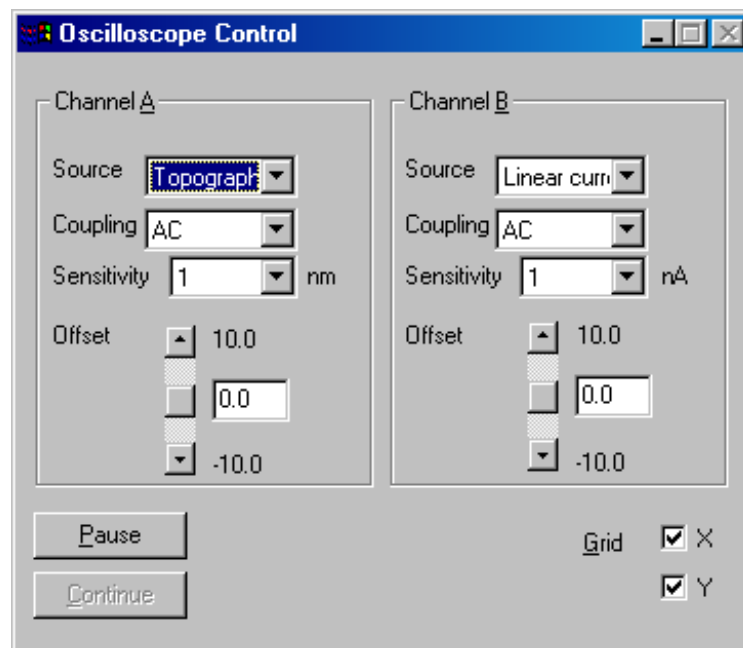 Oscilloscope Control
Channel A
Source Topograph
Coupling AC
Sensitivity 1 nm
Offset 10.0
0.0
-10.0
Channel B
Source Linear curr
Coupling AC
Sensitivity 1 nA
Offset 10.0
0.0
-10.0
Pause
Continue
Grid X
Y